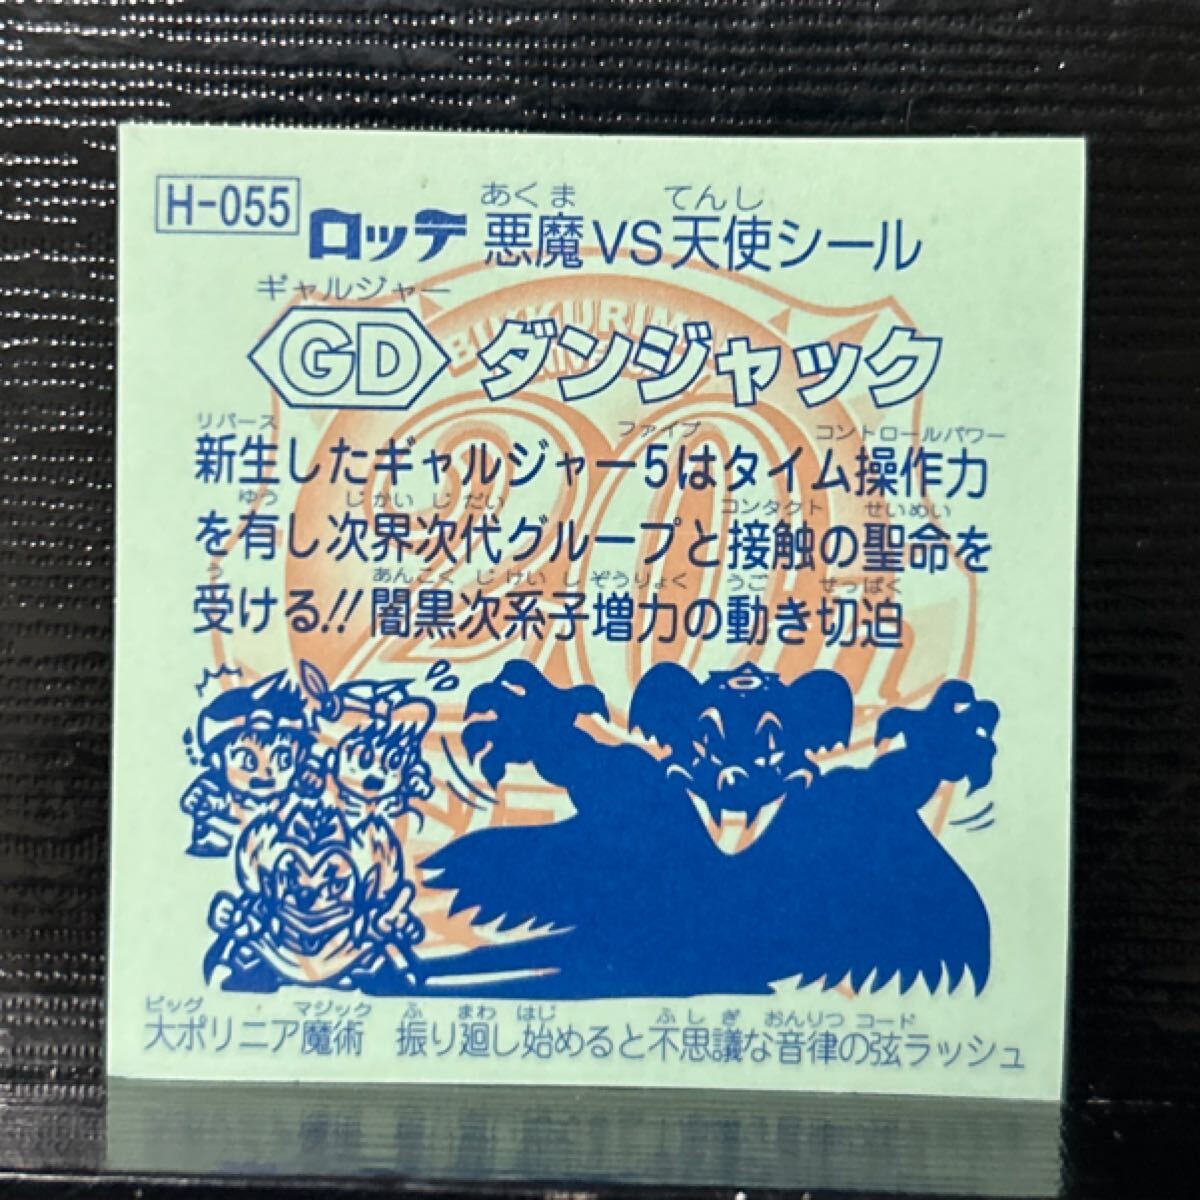 H-055
あくま てんし
ロッテ 悪魔VS天使シール
ギャルジャー
GD ダンジャック
BIKKURIMAN
リバース ファイブ コントロールパワー
新生したギャルジャー5はタイム操作力
ゆう じかい じだい コンタクト せいめい
を有し次界次代グループと接触の聖命を
う あんこく じけいし ぞうりょく うご せっぱく
受ける!! 闇黒次系子増力の動き切迫
20th
ビッグ マジック ふ まわ はじ ふしぎ おんりつ コード
大ポリニア魔術 振り廻し始めると不思議な音律の弦ラッシュ